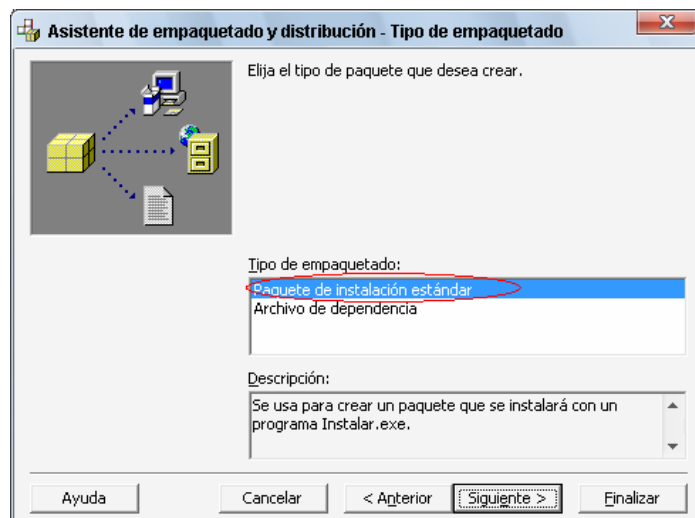 Asistente de empaquetado y distribución - Tipo de empaquetado
Elija el tipo de paquete que desea crear.
Tipo de empaquetado:
Paquete de instalación estándar
Archivo de dependencia
Descripción:
Se usa para crear un paquete que se instalará con un
programa Instalar.exe.
Ayuda
Cancelar
< Anterior
Siguiente >
Finalizar